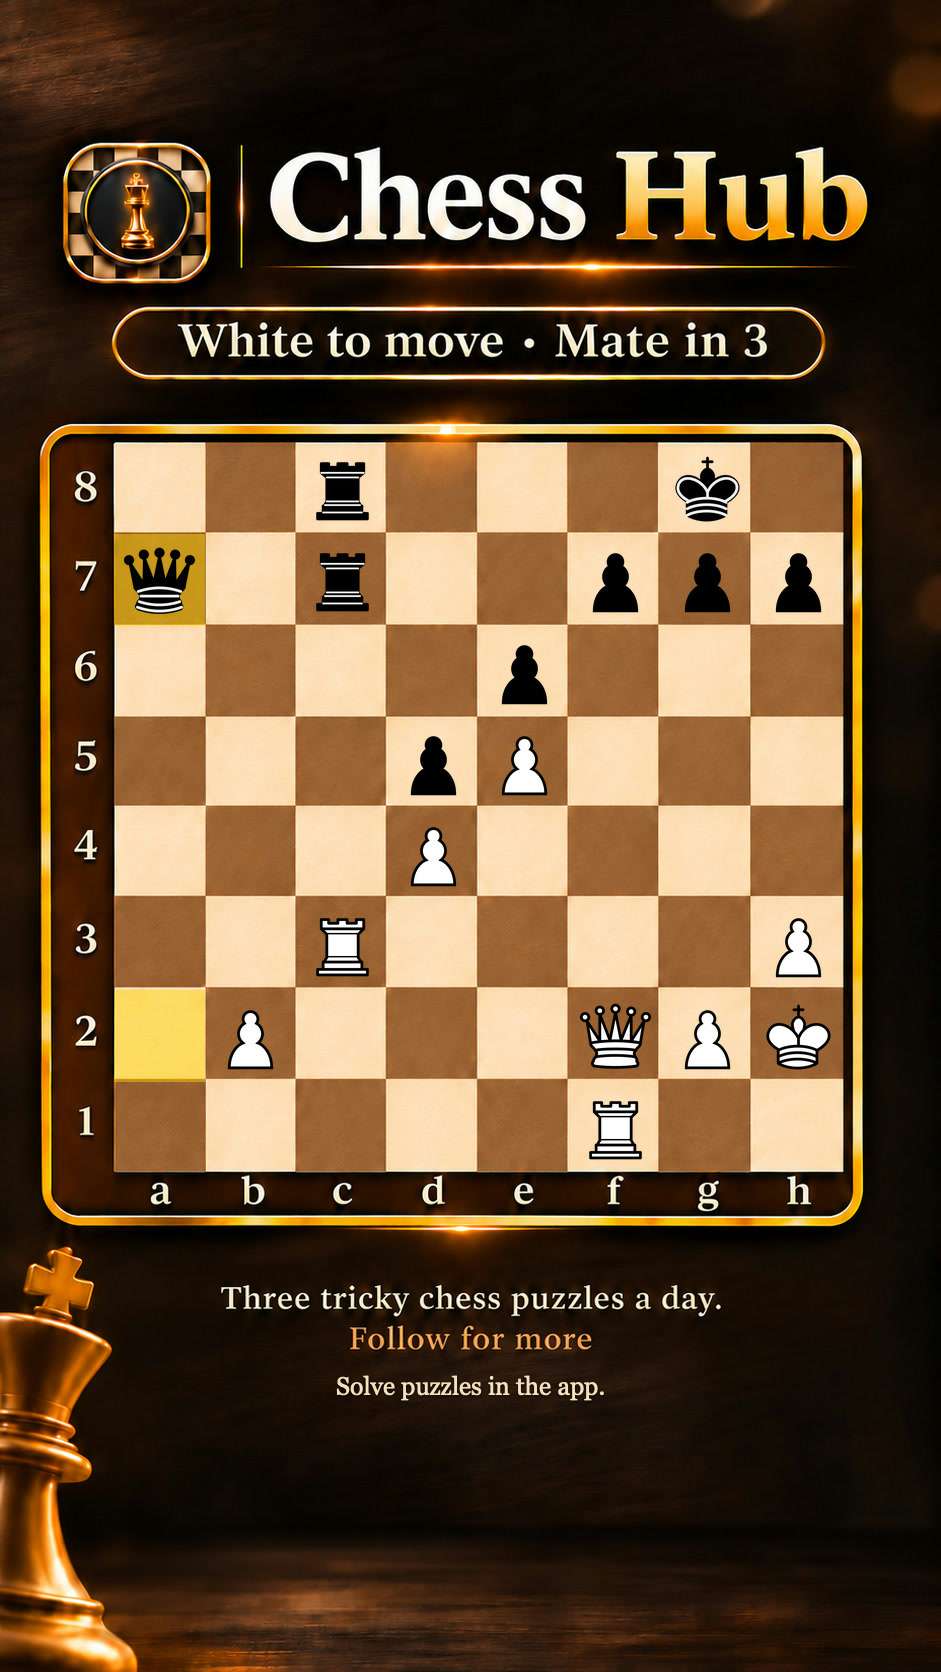 Chess Hub
White to move • Mate in 3
8
7
6
5
4
3
2
1
a b c d e f g h
Three tricky chess puzzles a day.
Follow for more
Solve puzzles in the app.